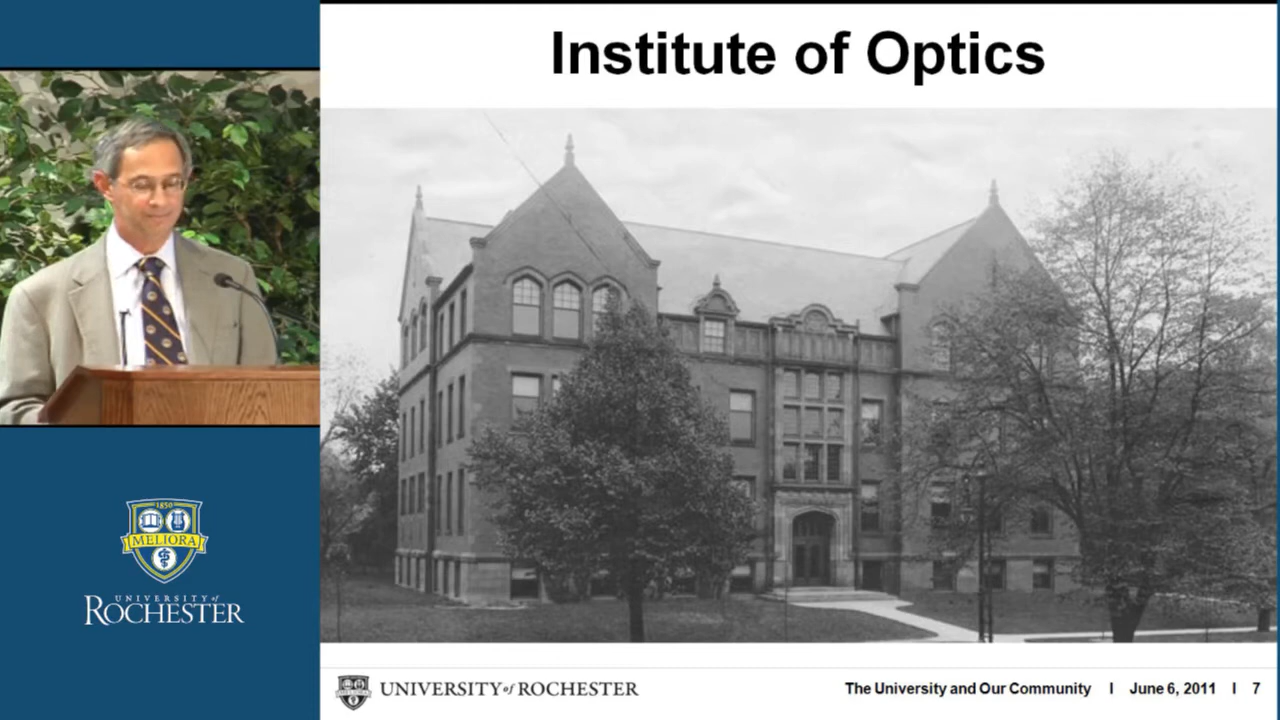 Institute of Optics
1850
MELIORA
UNIVERSITY of
ROCHESTER
UNIVERSITY of ROCHESTER
The University and Our Community | June 6, 2011 | 7